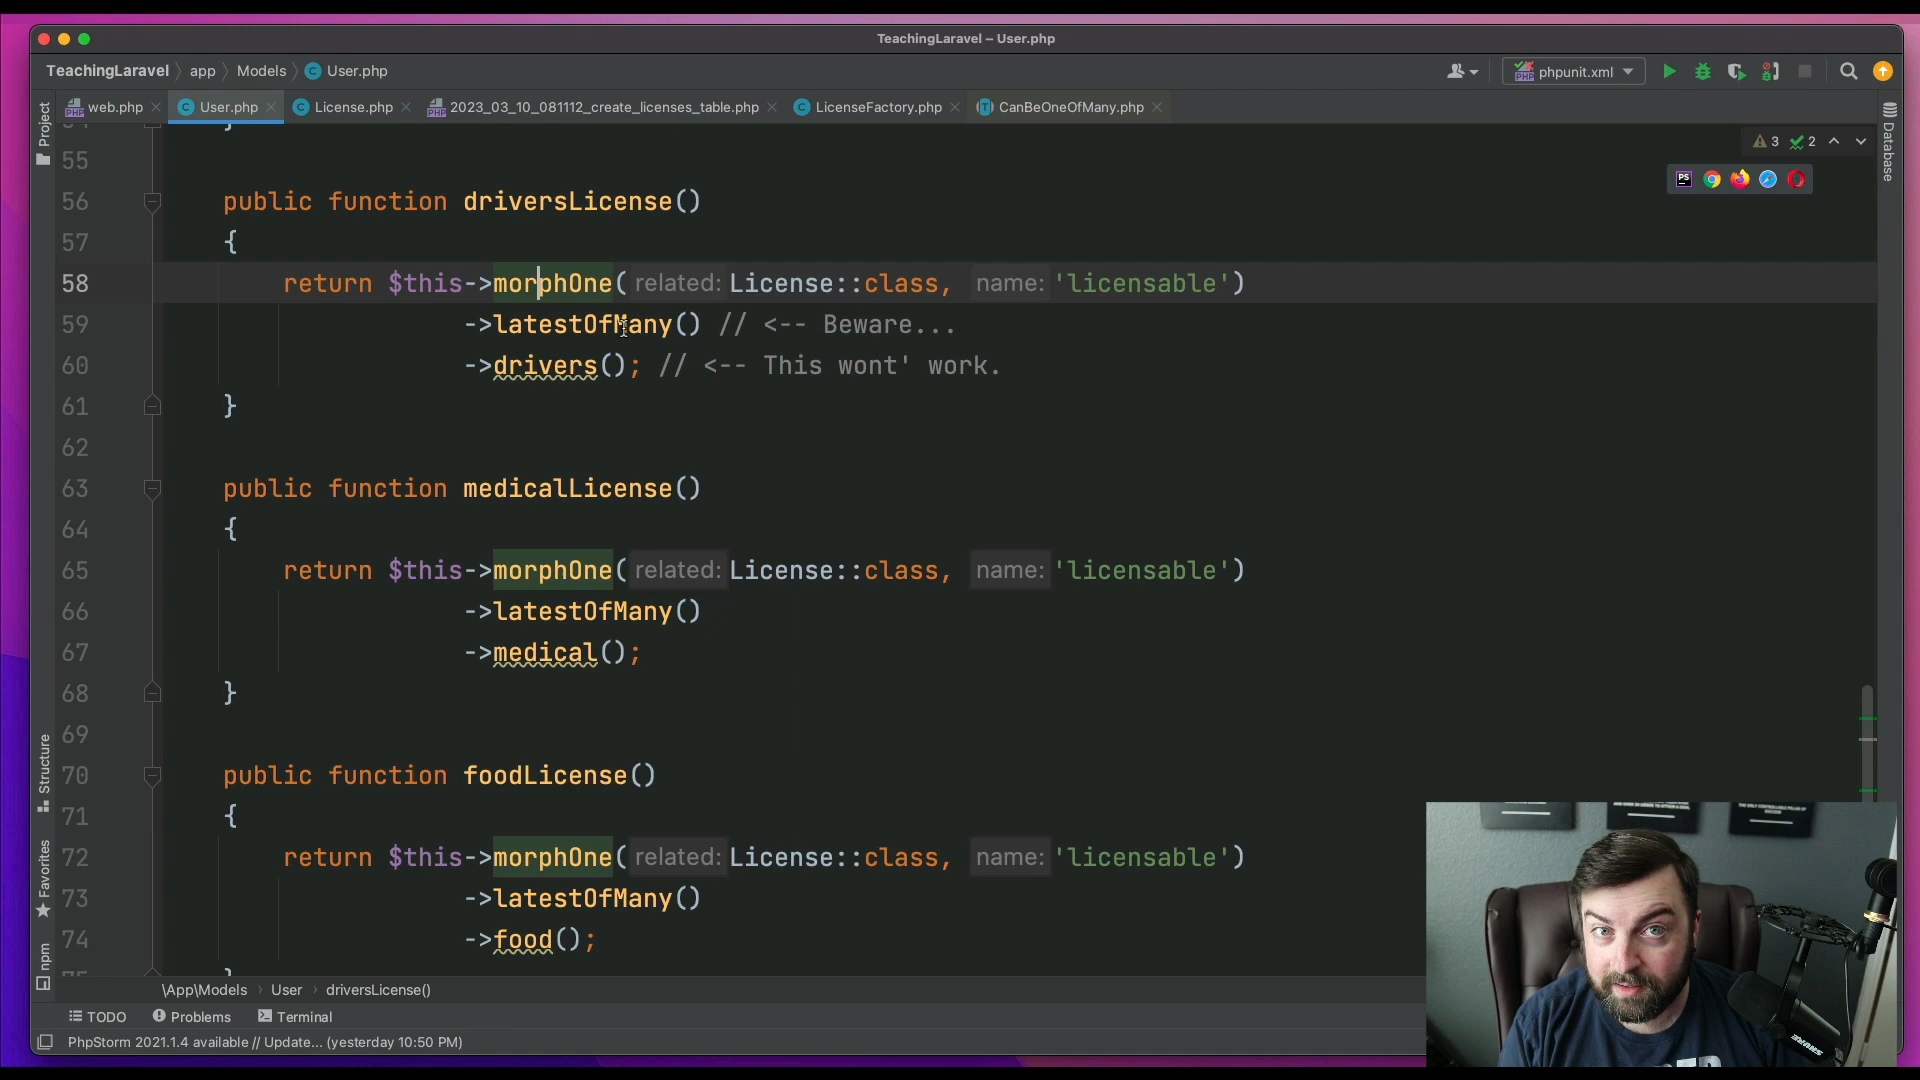 TeachingLaravel – User.php
TeachingLaravel app Models User.php
phpunit.xml
web.php User.php License.php 2023_03_10_081112_create_licenses_table.php LicenseFactory.php CanBeOneOfMany.php
Project
Database
3 2
55
56 public function driversLicense()
57 {
58 return $this->morphOne( related: License::class, name: 'licensable')
59 ->latestOfMany() // <-- Beware...
60 ->drivers(); // <-- This wont' work.
61 }
62
63 public function medicalLicense()
64 {
65 return $this->morphOne( related: License::class, name: 'licensable')
66 ->latestOfMany()
67 ->medical();
68 }
69
70 public function foodLicense()
71 {
72 return $this->morphOne( related: License::class, name: 'licensable')
73 ->latestOfMany()
74 ->food();
Structure
Favorites
npm
\App\Models User driversLicense()
TODO Problems Terminal
PhpStorm 2021.1.4 available // Update... (yesterday 10:50 PM)
SHURE